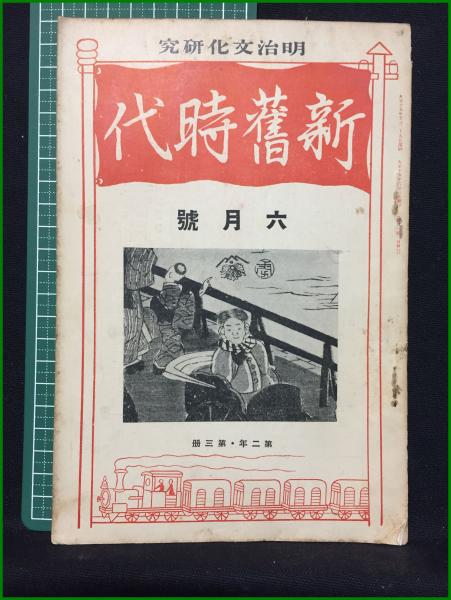 明治文化研究
新舊時代
六月號
第二年・第三册